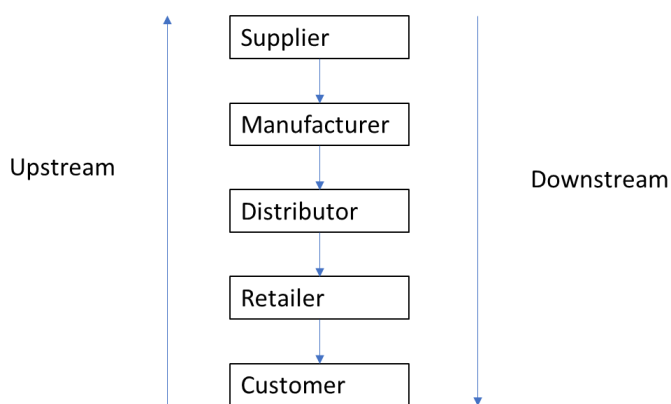 Supplier
Manufacturer
Upstream
Downstream
Distributor
Retailer
Customer